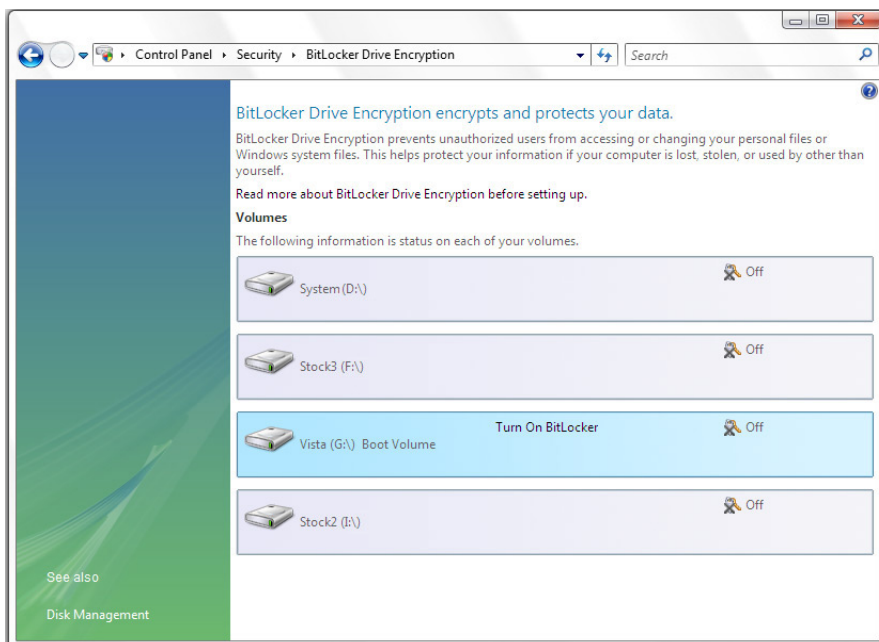 Control Panel Security BitLocker Drive Encryption Search
BitLocker Drive Encryption encrypts and protects your data.
BitLocker Drive Encryption prevents unauthorized users from accessing or changing your personal files or
Windows system files. This helps protect your information if your computer is lost, stolen, or used by other than
yourself.
Read more about BitLocker Drive Encryption before setting up.
Volumes
The following information is status on each of your volumes.
System (D:\) Off
Stock3 (F:\) Off
Vista (G:\) Boot Volume Turn On BitLocker Off
Stock2 (I:\) Off
See also
Disk Management